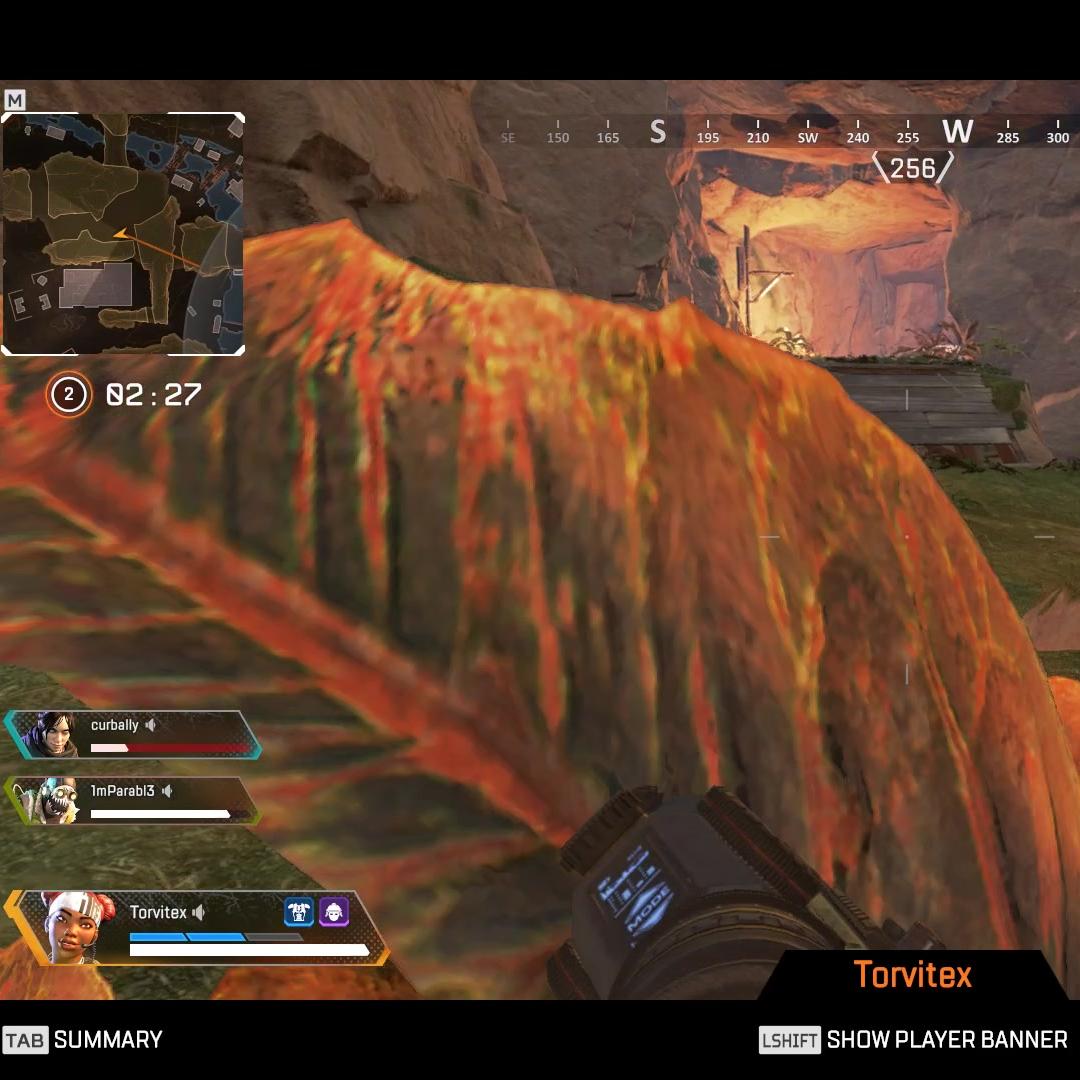 M
SE 150 165 S 195 210 SW 240 255 W 285 300
256
2 02:27
curbally
1mParabl3
Torvitex
MODE
Torvitex
TAB SUMMARY
LSHIFT SHOW PLAYER BANNER